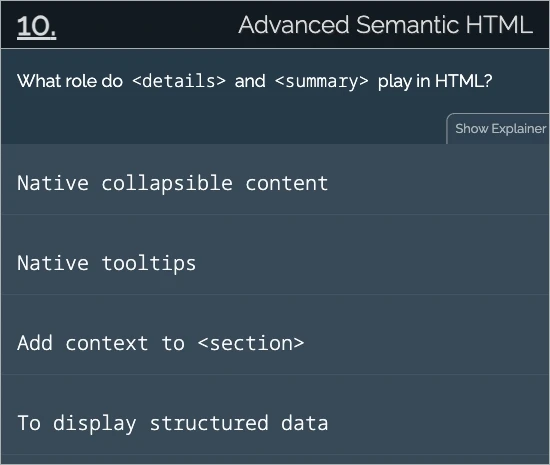 10. Advanced Semantic HTML
What role do <details> and <summary> play in HTML?
Show Explainer
Native collapsible content
Native tooltips
Add context to <section>
To display structured data